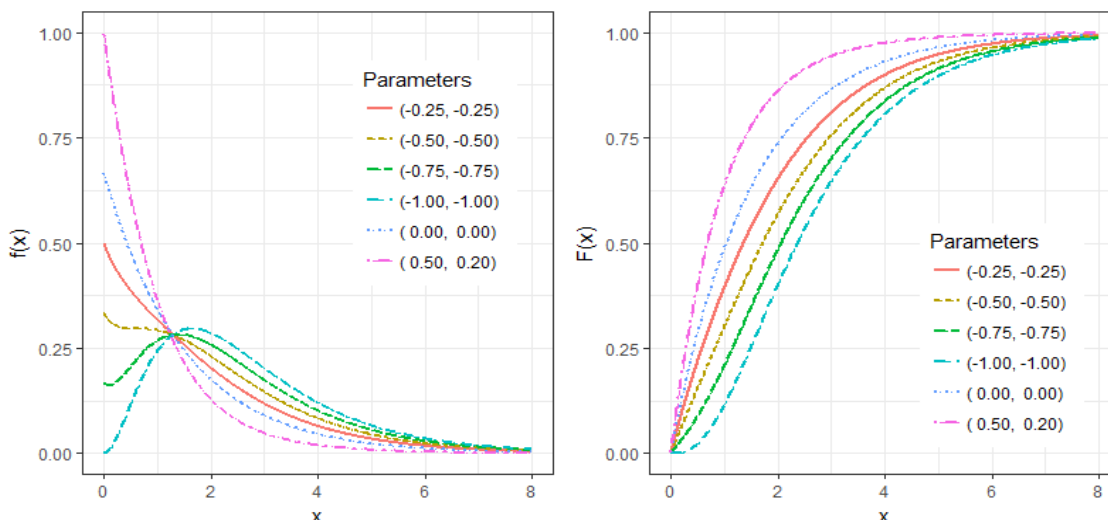 f(x)
1.00
0.75
0.50
0.25
0.00
0 2 4 6 8
x
Parameters
(-0.25, -0.25)
(-0.50, -0.50)
(-0.75, -0.75)
(-1.00, -1.00)
( 0.00, 0.00)
( 0.50, 0.20)
F(x)
1.00
0.75
0.50
0.25
0.00
0 2 4 6 8
x
Parameters
(-0.25, -0.25)
(-0.50, -0.50)
(-0.75, -0.75)
(-1.00, -1.00)
( 0.00, 0.00)
( 0.50, 0.20)